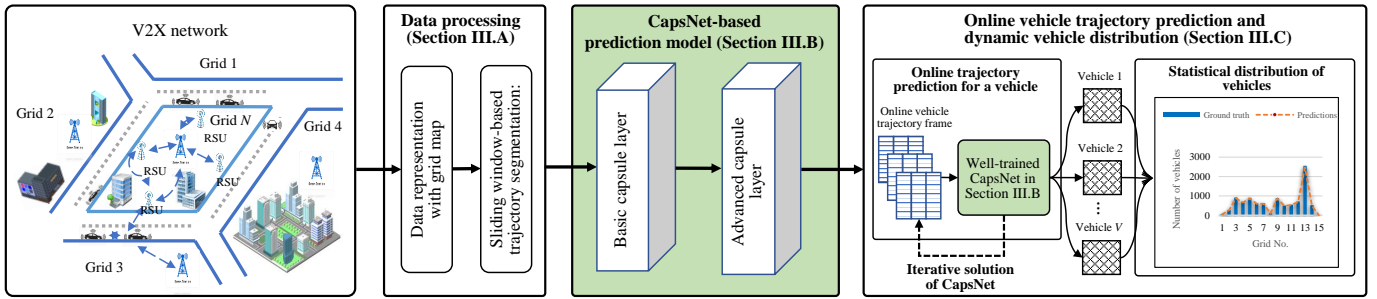 V2X network
Grid 1
Grid 2
Grid N
Grid 4
RSU
RSU
RSU
RSU
Grid 3
Data processing
(Section III.A)
Data representation
with grid map
Sliding window-based
trajectory segmentation:
CapsNet-based
prediction model (Section III.B)
Basic capsule layer
Advanced capsule
layer
Online vehicle trajectory prediction and
dynamic vehicle distribution (Section III.C)
Online trajectory
prediction for a vehicle
Online vehicle
trajectory frame
Well-trained
CapsNet in
Section III.B
Iterative solution
of CapsNet
Vehicle 1
Vehicle 2
⋮
Vehicle V
Statistical distribution of
vehicles
Ground truth
Predictions
Number of vehicles
3000
2000
1000
0
1 3 5 7 9 11 13 15
Grid No.